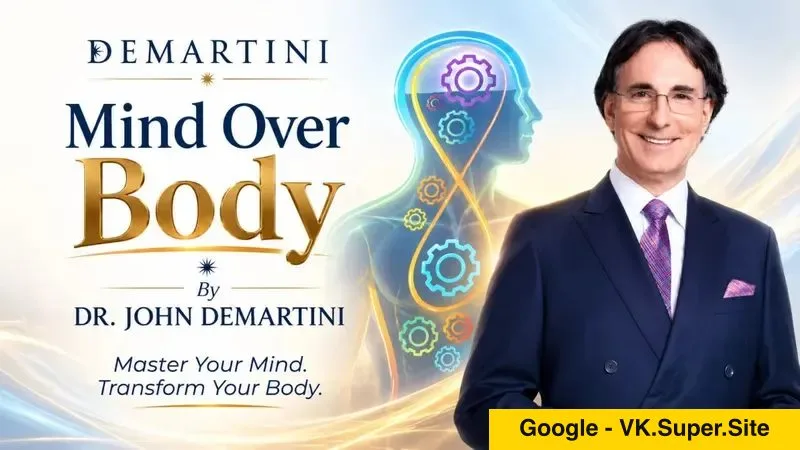 DEMARTINI
Mind Over
Body
By
DR. JOHN DEMARTINI
Master Your Mind.
Transform Your Body.
Google - VK.Super.Site